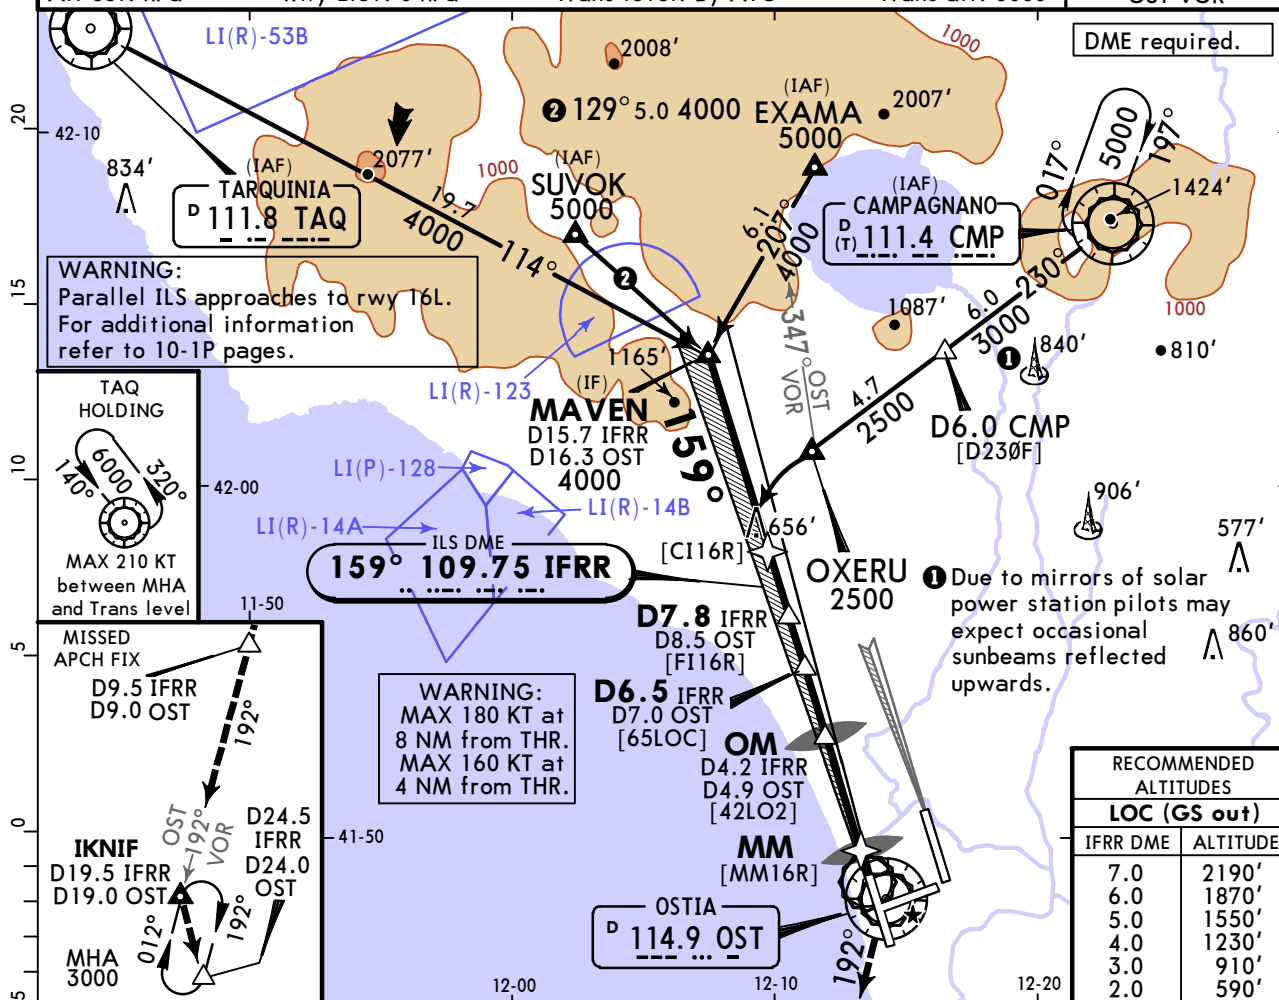 LI(R)-53B
2008'
1000
DME required.
❷ 129° 5.0 4000
(IAF)
EXAMA
5000
2007'
20
42-10
834'
2077'
1000
(IAF)
SUVOK
5000
(IAF)
TARQUINIA
D 111.8 TAQ
19.7
4000
114°
❷
6.1
207°
4000
(IAF)
CAMPAGNANO
D (T) 111.4 CMP
017°
5000
197°
1424'
230°
6.0
3000
1000
WARNING:
Parallel ILS approaches to rwy 16L.
For additional information
refer to 10-1P pages.
15
1087'
❶ 840'
810'
347° OST
VOR
4.7
2500
D6.0 CMP
[D230F]
LI(R)-123
1165'
(IF)
MAVEN
D15.7 IFRR
D16.3 OST
4000
159°
TAQ
HOLDING
6000
140°
320°
MAX 210 KT
between MHA
and Trans level
10
42-00
LI(P)-128
LI(R)-14A
LI(R)-14B
906'
577'
656'
[CI16R]
ILS DME
159° 109.75 IFRR
OXERU
2500
❶ Due to mirrors of solar
power station pilots may
expect occasional
sunbeams reflected
upwards.
860'
D7.8 IFRR
D8.5 OST
[FI16R]
D6.5 IFRR
D7.0 OST
[65LOC]
11-50
5
MISSED
APCH FIX
D9.5 IFRR
D9.0 OST
192°
WARNING:
MAX 180 KT at
8 NM from THR.
MAX 160 KT at
4 NM from THR.
OM
D4.2 IFRR
D4.9 OST
[42LO2]
0
41-50
OST
192°
VOR
IKNIF
D19.5 IFRR
D19.0 OST
D24.5
IFRR
D24.0
OST
012°
192°
MHA
3000
MM
[MM16R]
OSTIA
D 114.9 OST
192°
RECOMMENDED
ALTITUDES
LOC (GS out)
IFRR DME ALTITUDE
7.0 2190'
6.0 1870'
5.0 1550'
4.0 1230'
3.0 910'
2.0 590'
5
12-00
12-10
12-20